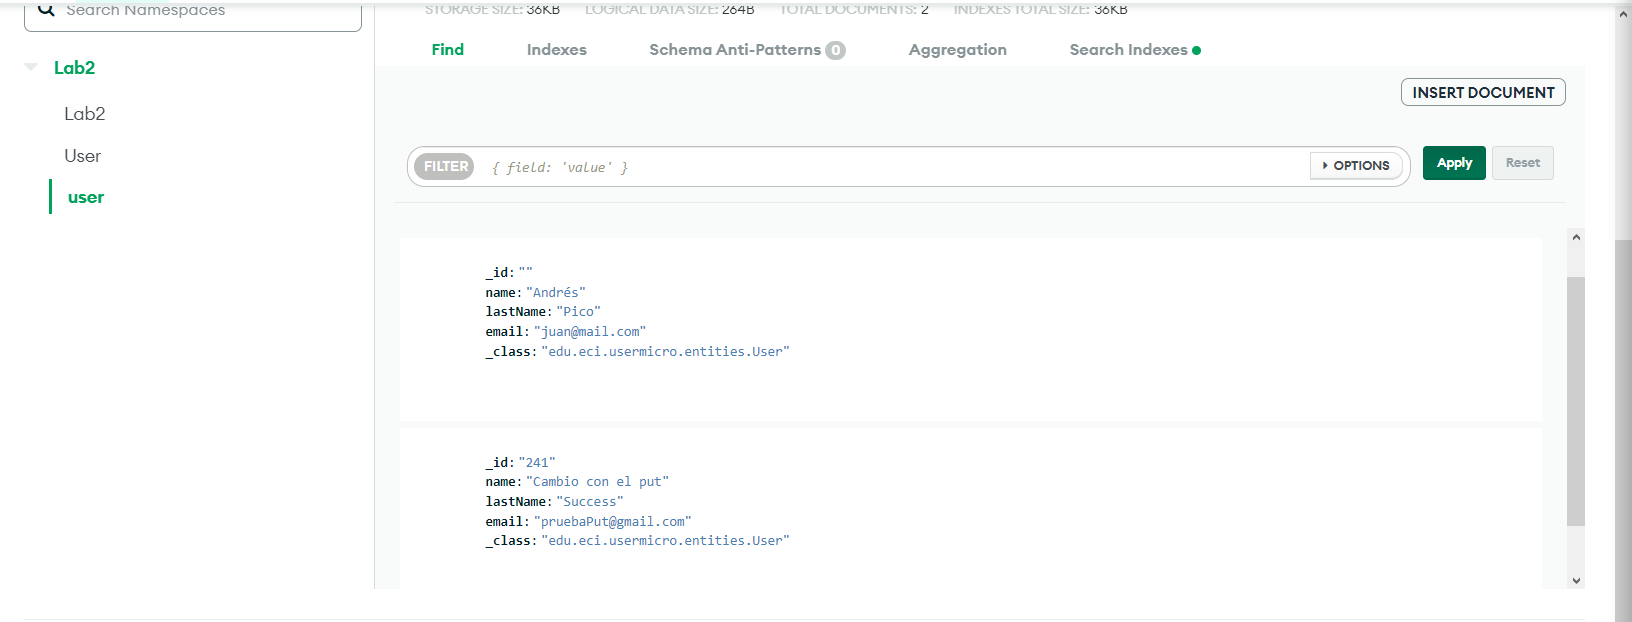 Search Namespaces
STORAGE SIZE: 36KB LOGICAL DATA SIZE: 264B TOTAL DOCUMENTS: 2 INDEXES TOTAL SIZE: 36KB
Find Indexes Schema Anti-Patterns 0 Aggregation Search Indexes
Lab2
Lab2
User
user
INSERT DOCUMENT
FILTER { field: 'value' } OPTIONS Apply Reset
_id: ""
name: "Andrés"
lastName: "Pico"
email: "juan@mail.com"
_class: "edu.eci.usermicro.entities.User"
_id: "241"
name: "Cambio con el put"
lastName: "Success"
email: "pruebaPut@gmail.com"
_class: "edu.eci.usermicro.entities.User"